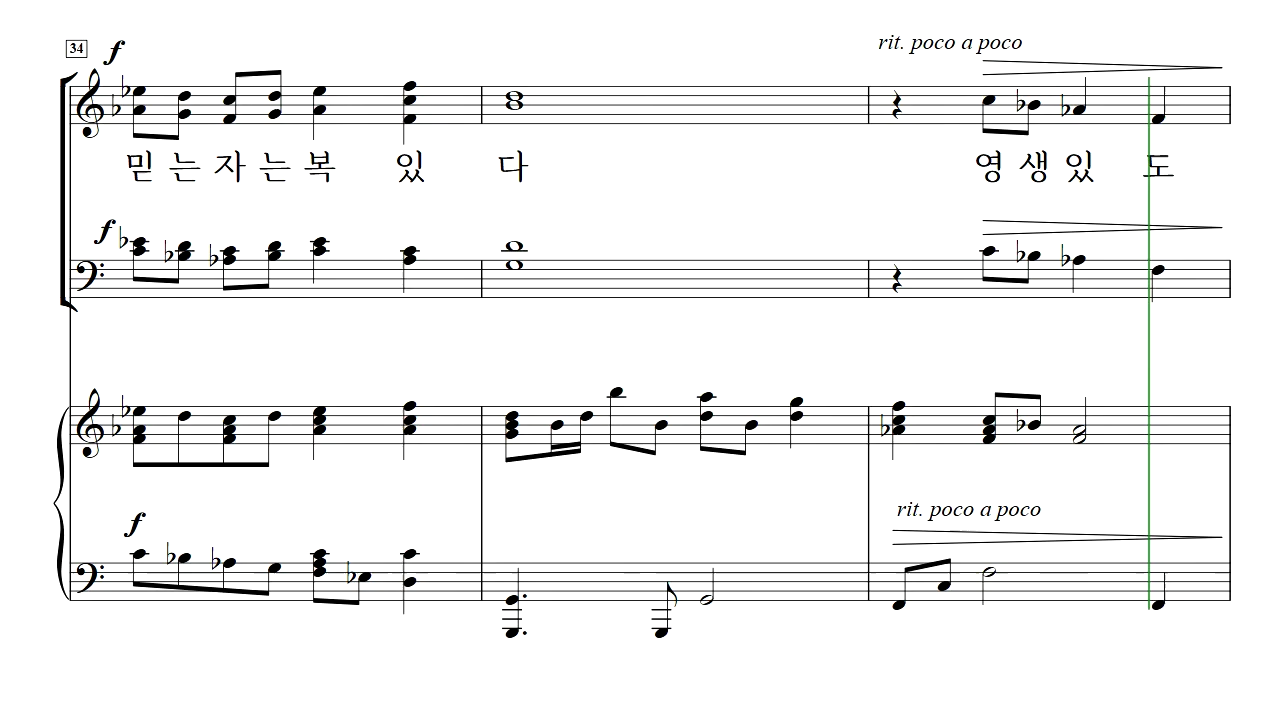 34
f
rit. poco a poco
믿 는 자 는 복 있 다 영 생 있 도
f
rit. poco a poco
f